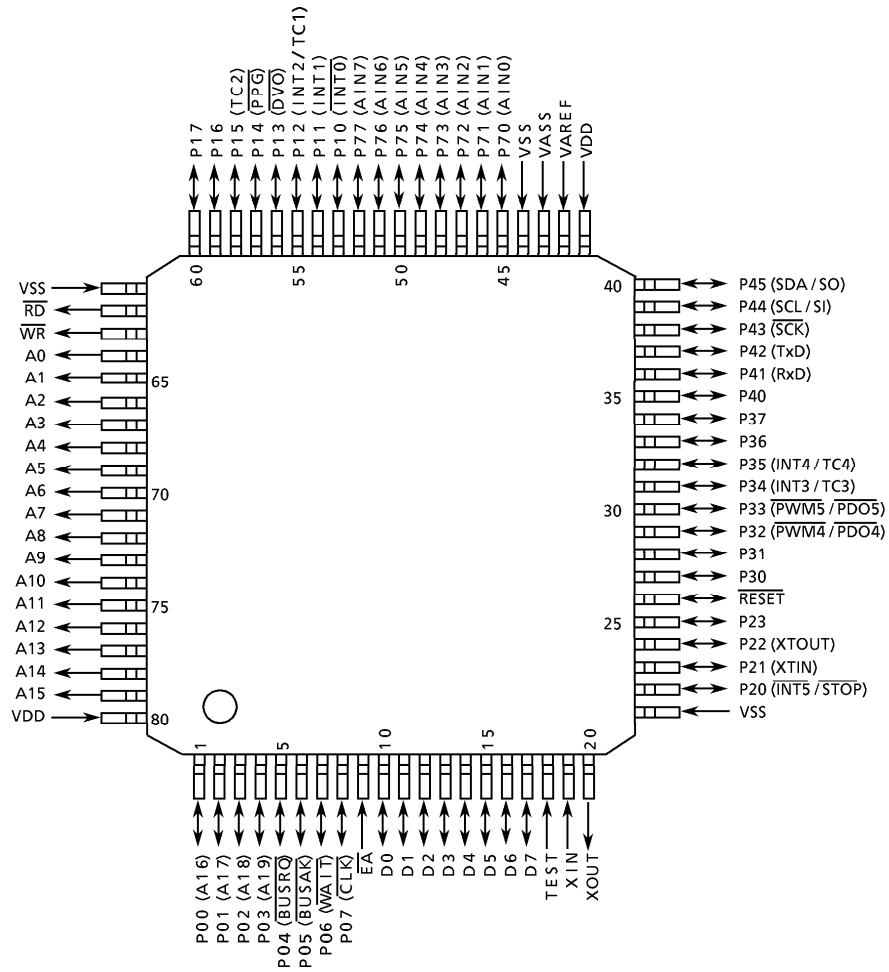 P17
P16
P15 (TC2)
P14 (PPG)
P13 (DVO)
P12 (INT2 / TC1)
P11 (INT1)
P10 (INT0)
P77 (AIN7)
P76 (AIN6)
P75 (AIN5)
P74 (AIN4)
P73 (AIN3)
P72 (AIN2)
P71 (AIN1)
P70 (AIN0)
VSS
VASS
VAREF
VDD
60
55
50
45
VSS
RD
WR
A0
A1
A2
A3
A4
A5
A6
A7
A8
A9
A10
A11
A12
A13
A14
A15
VDD
65
70
75
80
40
35
30
25
P45 (SDA / SO)
P44 (SCL / SI)
P43 (SCK)
P42 (TxD)
P41 (RxD)
P40
P37
P36
P35 (INT4 / TC4)
P34 (INT3 / TC3)
P33 (PWM5 / PDO5)
P32 (PWM4 / PDO4)
P31
P30
RESET
P23
P22 (XTOUT)
P21 (XTIN)
P20 (INT5 / STOP)
VSS
1
5
10
15
20
P00 (A16)
P01 (A17)
P02 (A18)
P03 (A19)
P04 (BUSRQ)
P05 (BUSAK)
P06 (WAIT)
P07 (CLK)
EA
D0
D1
D2
D3
D4
D5
D6
D7
TEST
XIN
XOUT